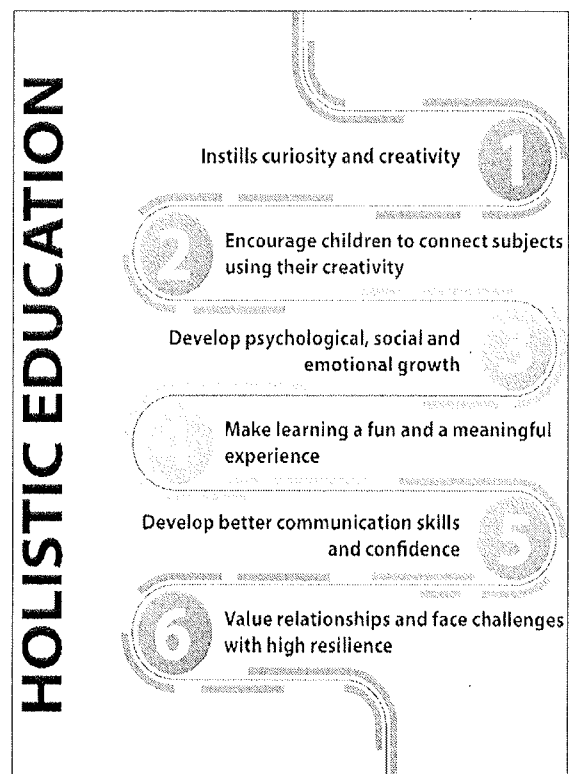 HOLISTIC EDUCATION
1
Instills curiosity and creativity
2
Encourage children to connect subjects
using their creativity
3
Develop psychological, social and
emotional growth
4
Make learning a fun and a meaningful
experience
5
Develop better communication skills
and confidence
6
Value relationships and face challenges
with high resilience